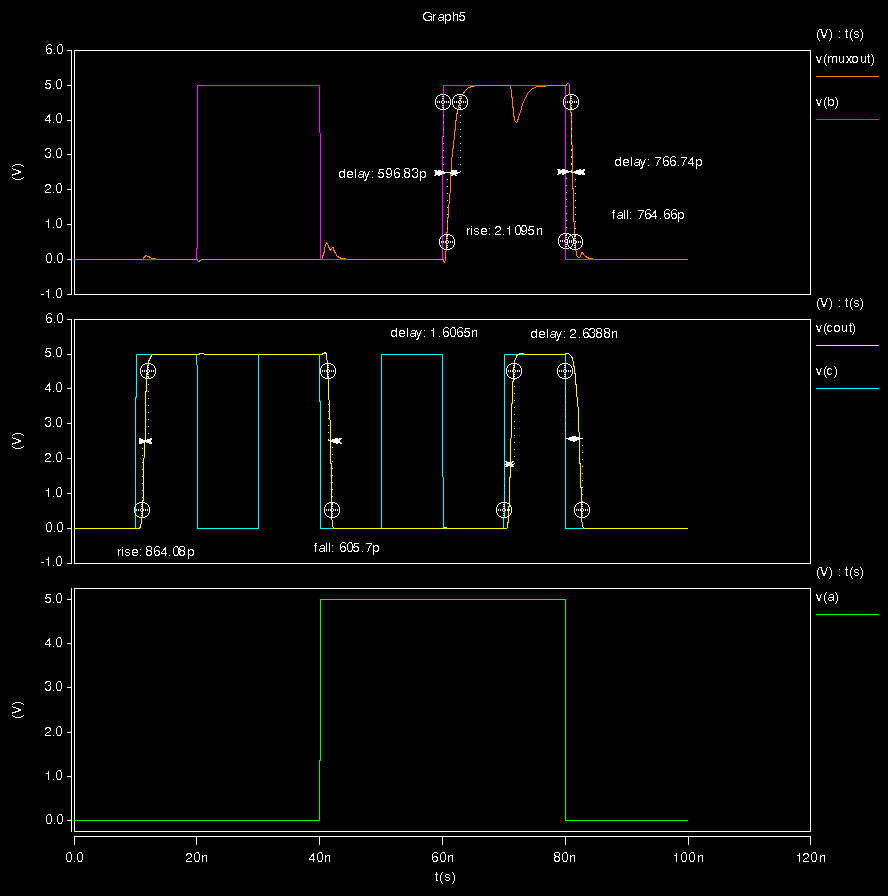 Graph5
(V) : t(s)
6.0
v(muxout)
5.0
v(b)
4.0
3.0
delay: 596.83p
delay: 766.74p
(V)
2.0
rise: 2.1095n
fall: 764.66p
1.0
0.0
-1.0
(V) : t(s)
6.0
delay: 1.6065n
delay: 2.6388n
v(cout)
5.0
v(c)
4.0
3.0
(V)
2.0
1.0
0.0
rise: 864.08p
fall: 605.7p
-1.0
(V) : t(s)
5.0
v(a)
4.0
3.0
(V)
2.0
1.0
0.0
0.0 20n 40n 60n 80n 100n 120n
t(s)